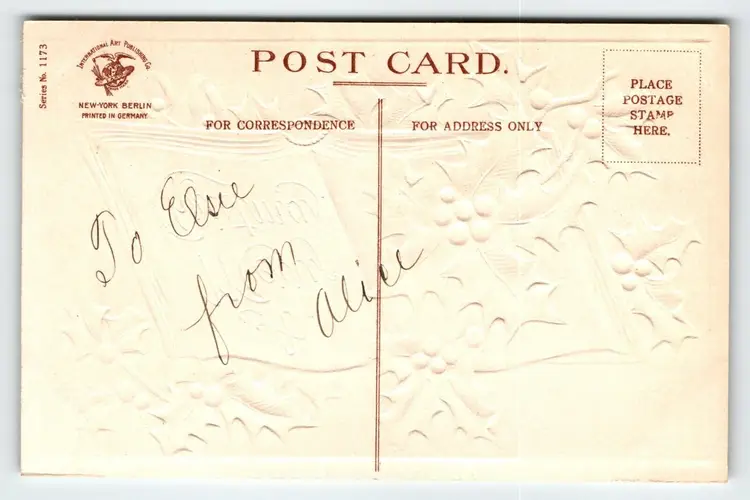 Series No. 1173
INTERNATIONAL ART PUBLISHING CO.
NEW-YORK BERLIN
PRINTED IN GERMANY
POST CARD.
FOR CORRESPONDENCE
FOR ADDRESS ONLY
PLACE
POSTAGE
STAMP
HERE.
To Elsie
from
Alice